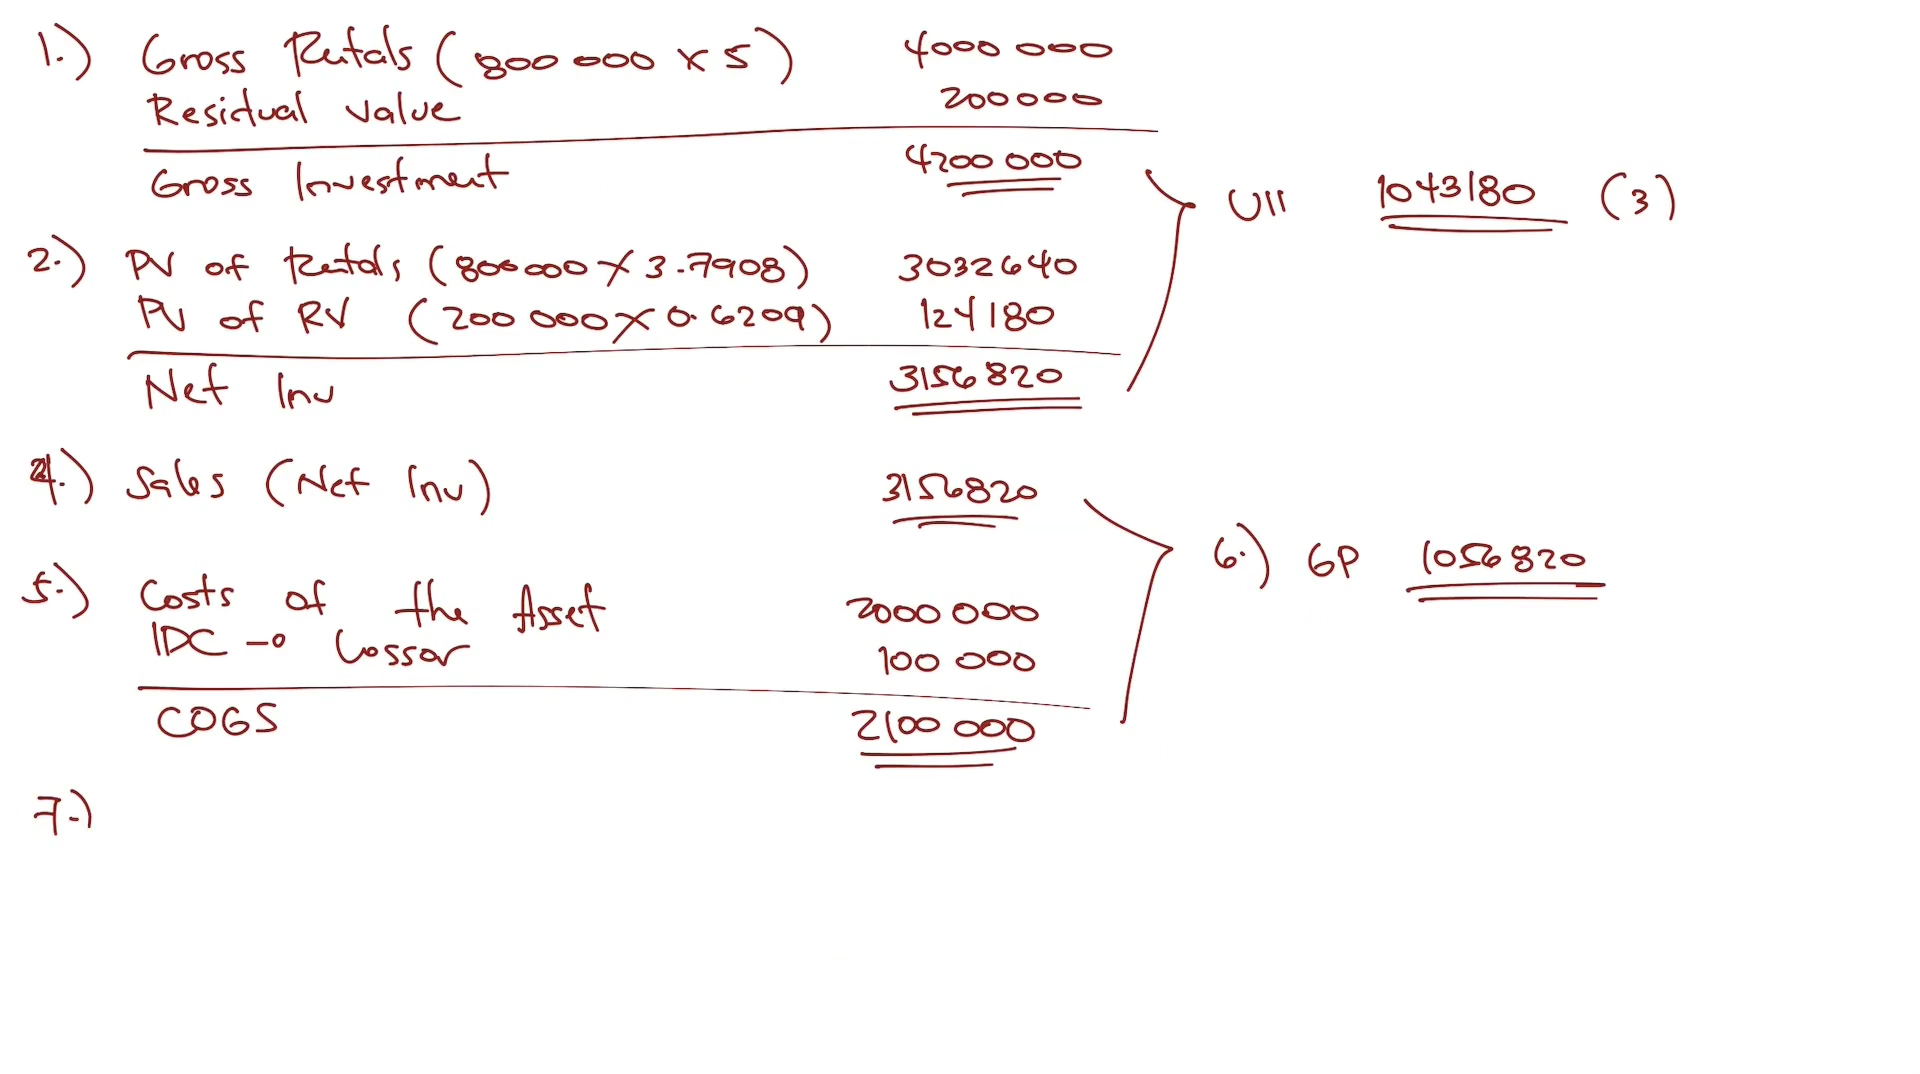 1.) Gross Rentals (800 000 x 5) 4000 000
Residual value 200000
Gross Investment 4200 000
UII 1043180 (3)
2.) PV of Rentals (800000 x 3.7908) 3032640
PV of RV (200 000 x 0.6209) 124180
Net Inv 3156820
4.) Sales (Net Inv) 3156820
5.) Costs of the Asset 2000 000
IDC → Lessor 100 000
COGS 2100 000
6.) GP 1056820
7.)